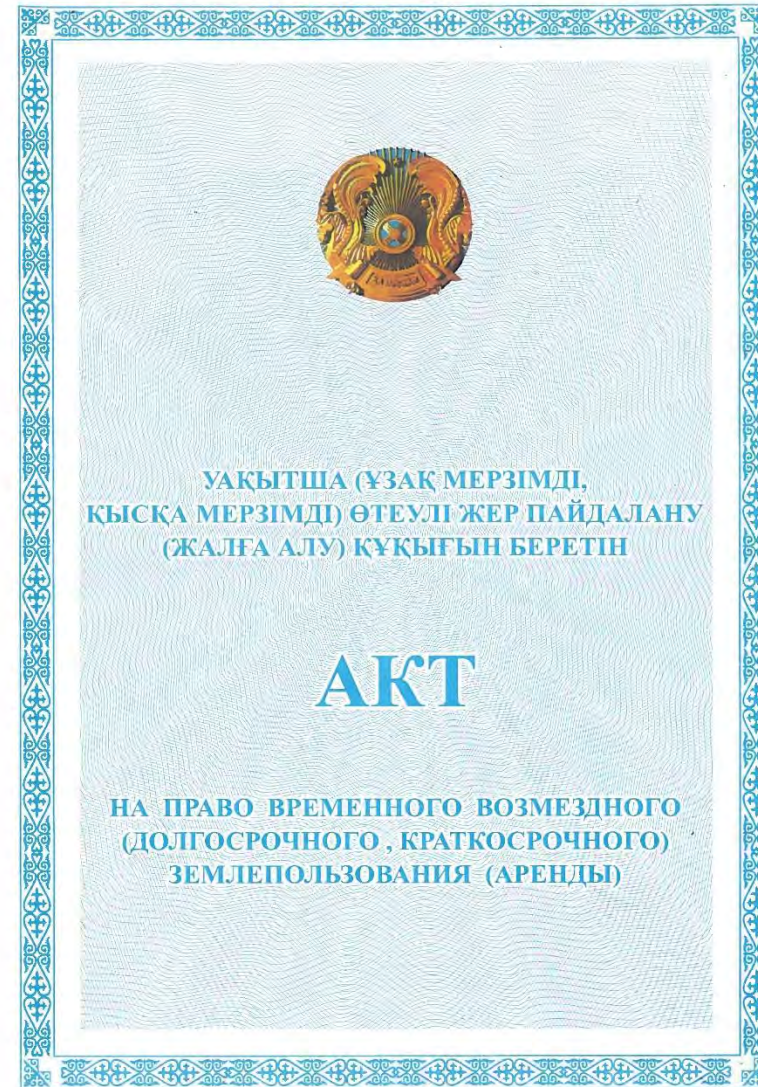 УАҚЫТША (ҰЗАҚ МЕРЗІМДІ,
ҚЫСҚА МЕРЗІМДІ) ӨТЕУЛІ ЖЕР ПАЙДАЛАНУ
(ЖАЛҒА АЛУ) ҚҰҚЫҒЫН БЕРЕТІН
АКТ
НА ПРАВО ВРЕМЕННОГО ВОЗМЕЗДНОГО
(ДОЛГОСРОЧНОГО , КРАТКОСРОЧНОГО)
ЗЕМЛЕПОЛЬЗОВАНИЯ (АРЕНДЫ)